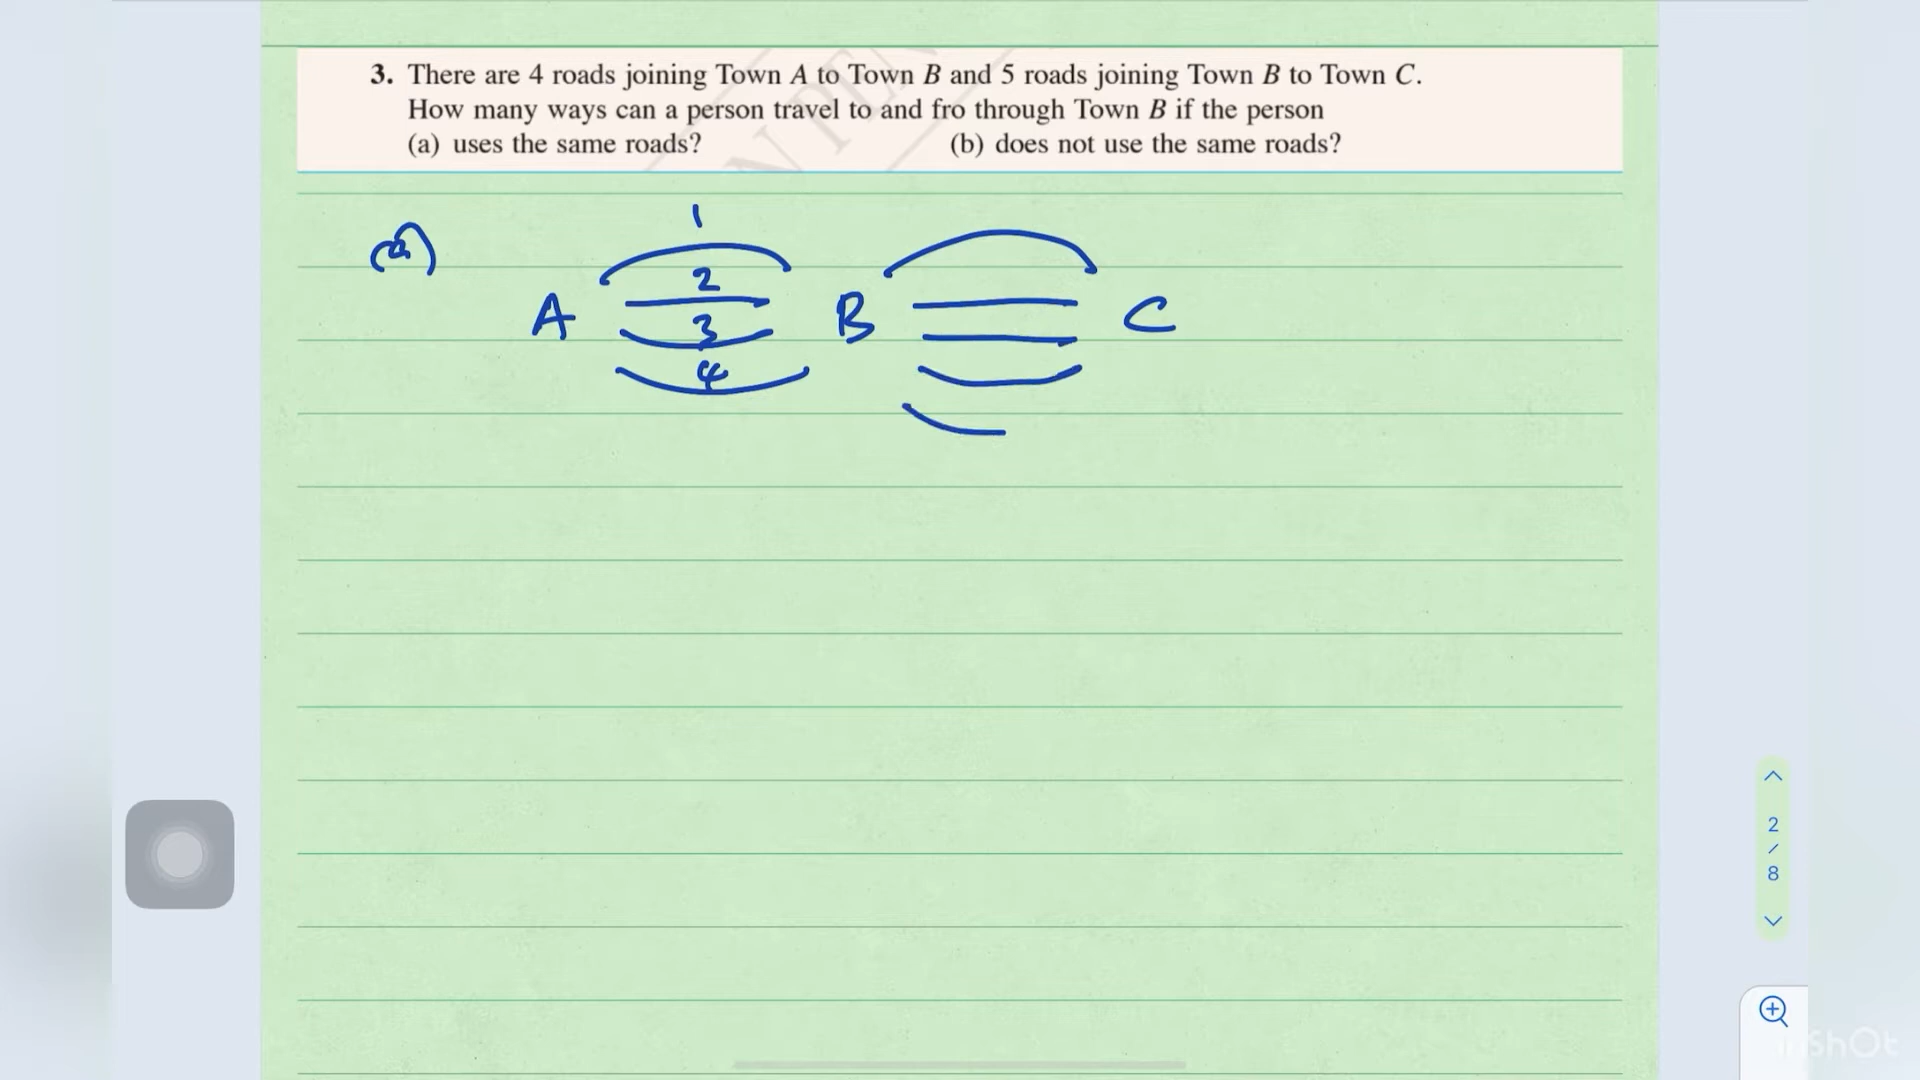 3. There are 4 roads joining Town A to Town B and 5 roads joining Town B to Town C.
How many ways can a person travel to and fro through Town B if the person
(a) uses the same roads? (b) does not use the same roads?
(a)
1
2
A 3 B C
4
2
/
8